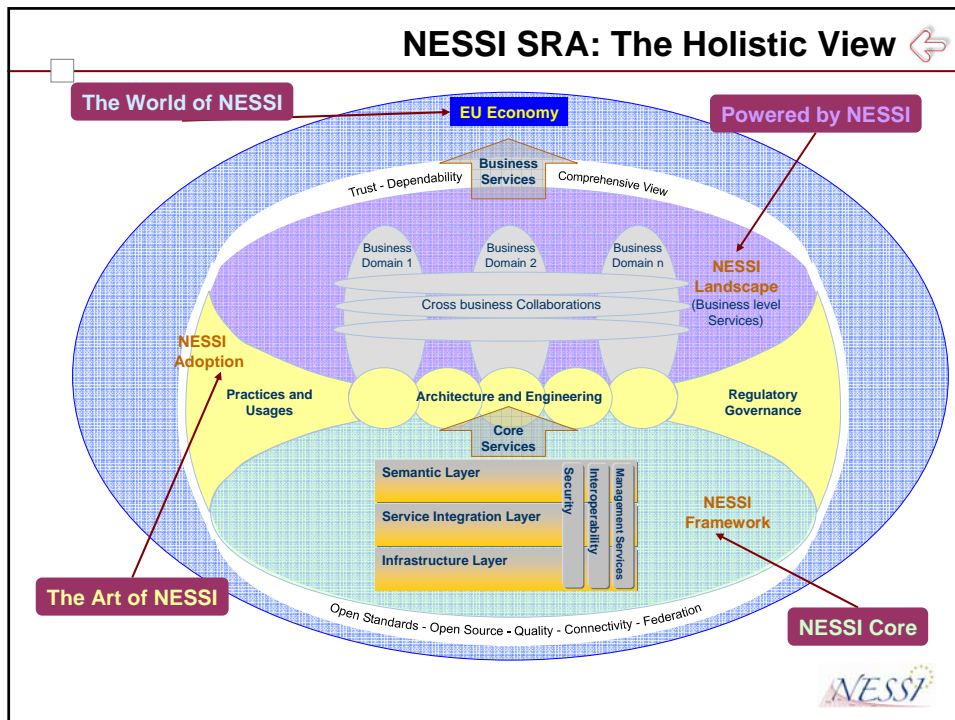 NESSI SRA: The Holistic View
The World of NESSI
EU Economy
Powered by NESSI
Business
Services
Trust - Dependability
Comprehensive View
Business
Domain 1
Business
Domain 2
Business
Domain n
NESSI
Landscape
(Business level
Services)
Cross business Collaborations
NESSI
Adoption
Practices and
Usages
Architecture and Engineering
Regulatory
Governance
Core
Services
Semantic Layer
Service Integration Layer
Infrastructure Layer
Security
Interoperability
Management Services
NESSI
Framework
The Art of NESSI
Open Standards - Open Source - Quality - Connectivity - Federation
NESSI Core
NESSI